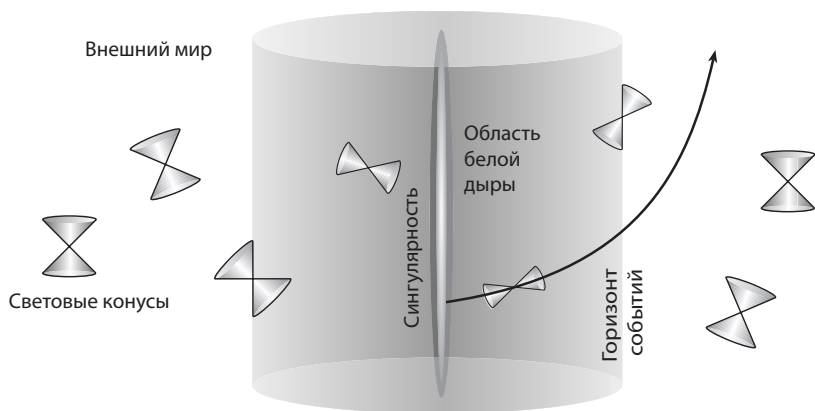 Внешний мир
Область
белой
дыры
Сингулярность
Горизонт
событий
Световые конусы